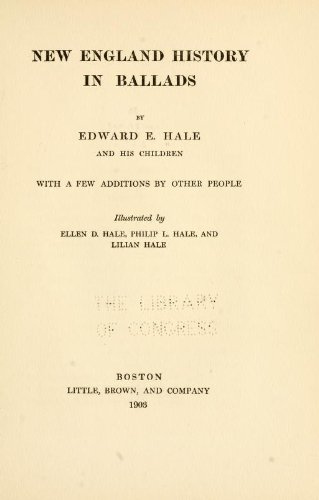 NEW ENGLAND HISTORY
IN BALLADS
BY
EDWARD E. HALE
AND HIS CHILDREN
WITH A FEW ADDITIONS BY OTHER PEOPLE
Illustrated by
ELLEN D. HALE, PHILIP L. HALE, AND
LILIAN HALE
THE LIBRARY
OF CONGRESS
BOSTON
LITTLE, BROWN, AND COMPANY
1903